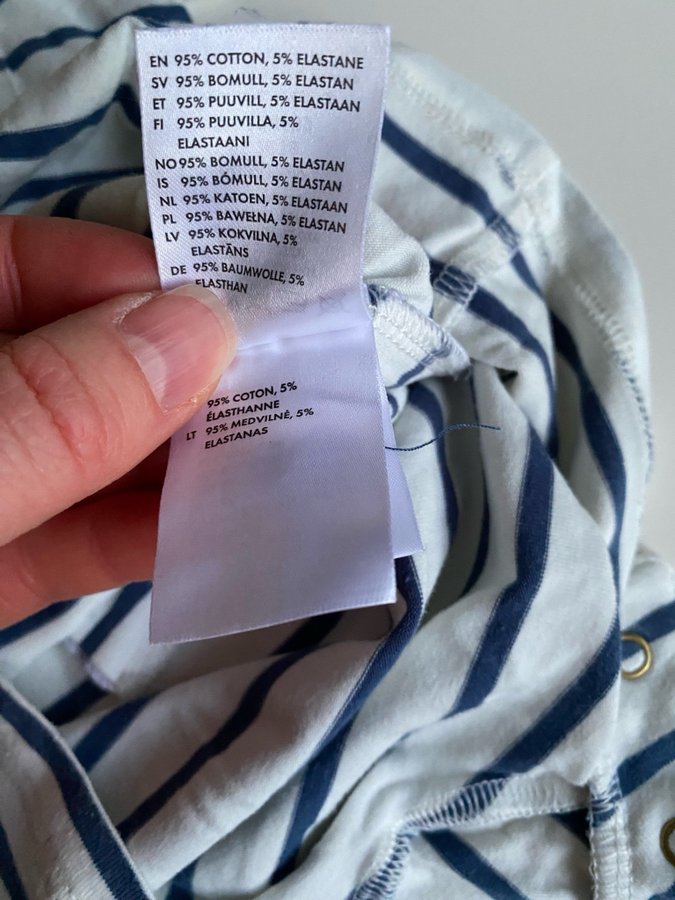 EN 95% COTTON, 5% ELASTANE
SV 95% BOMULL, 5% ELASTAN
ET 95% PUUVILL, 5% ELASTAAN
FI 95% PUUVILLA, 5%
ELASTAANI
NO 95% BOMULL, 5% ELASTAN
IS 95% BÓMULL, 5% ELASTAN
NL 95% KATOEN, 5% ELASTAAN
PL 95% BAWEŁNA, 5% ELASTAN
LV 95% KOKVILNA, 5%
ELASTĀNS
DE 95% BAUMWOLLE, 5%
ELASTHAN
95% COTON, 5%
ÉLASTHANNE
LT 95% MEDVILNĖ, 5%
ELASTANAS